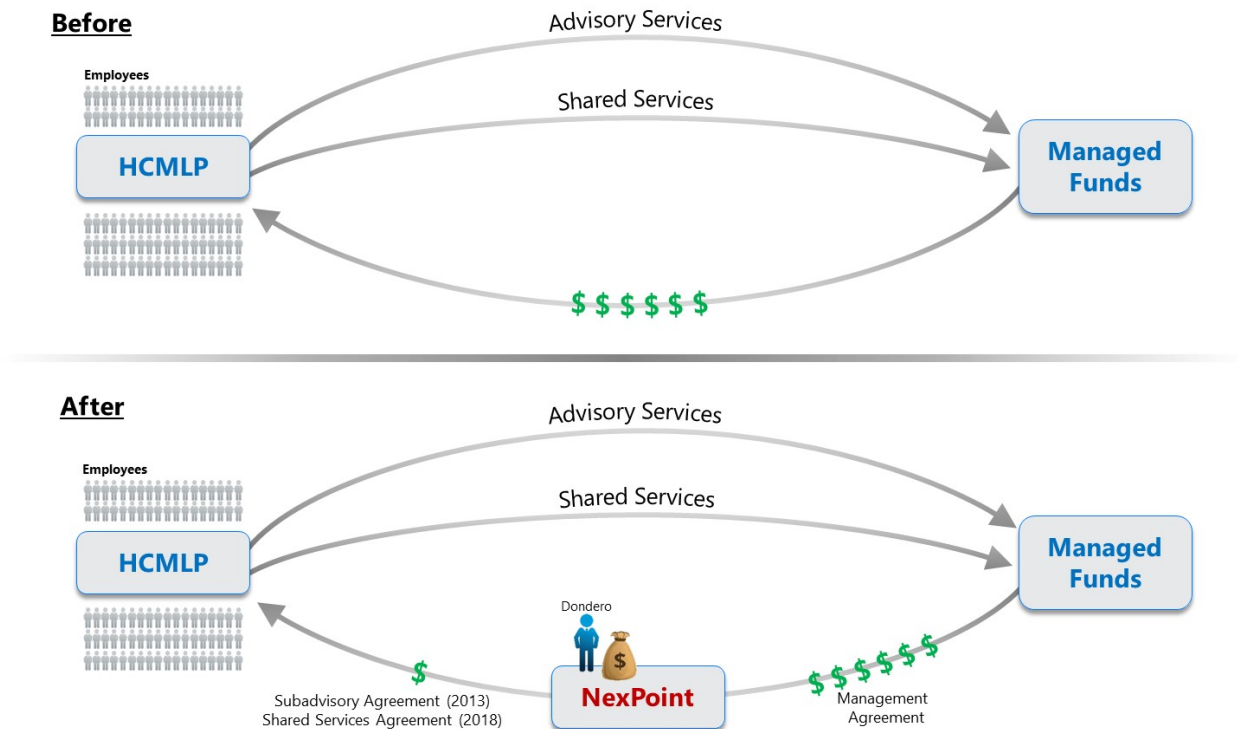 Before
Advisory Services
Employees
Shared Services
HCMLP
Managed
Funds
$ $ $ $ $ $
After
Advisory Services
Employees
Shared Services
HCMLP
Managed
Funds
Dondero
$
$
$ $ $ $ $ $
Subadvisory Agreement (2013)
Shared Services Agreement (2018)
NexPoint
Management
Agreement